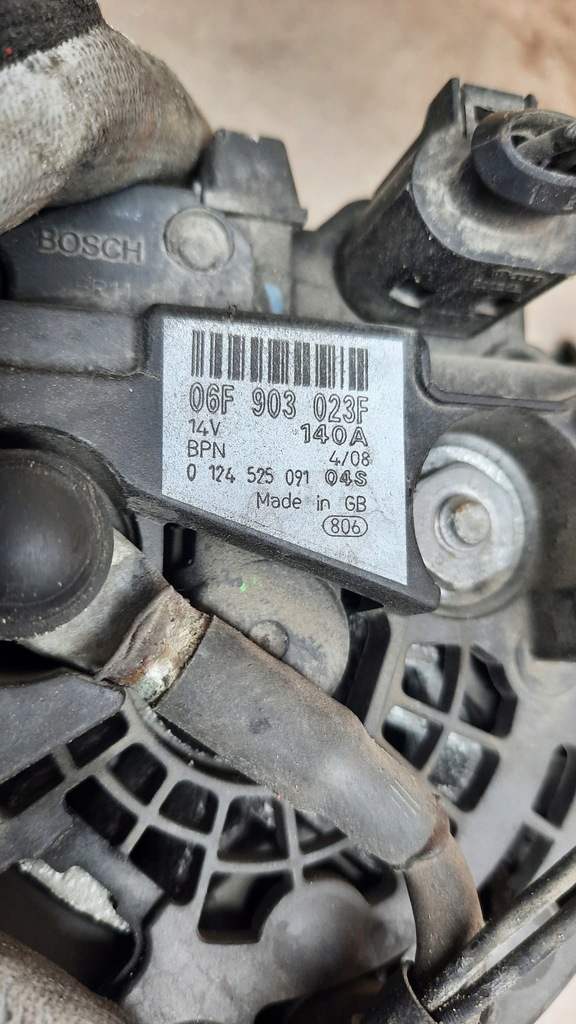 BOSCH
06F 903 023F
14V 140A
BPN 4/08
0 124 525 091 04S
Made in GB
806